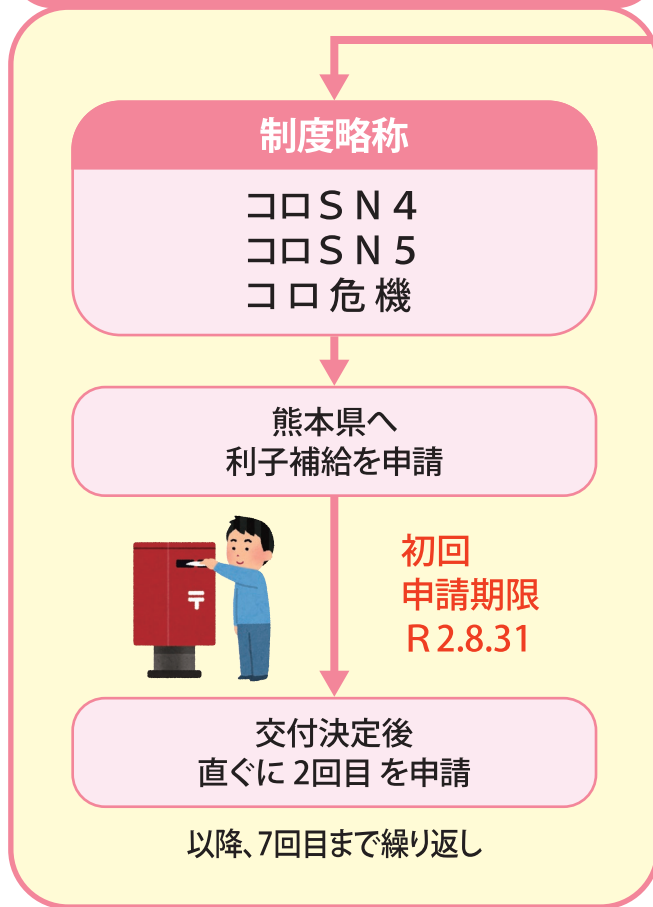 制度略称
コロＳＮ４
コロＳＮ５
コロ危機
熊本県へ
利子補給を申請
初回
申請期限
Ｒ2.8.31
〒
交付決定後
直ぐに 2回目 を申請
以降、7回目まで繰り返し